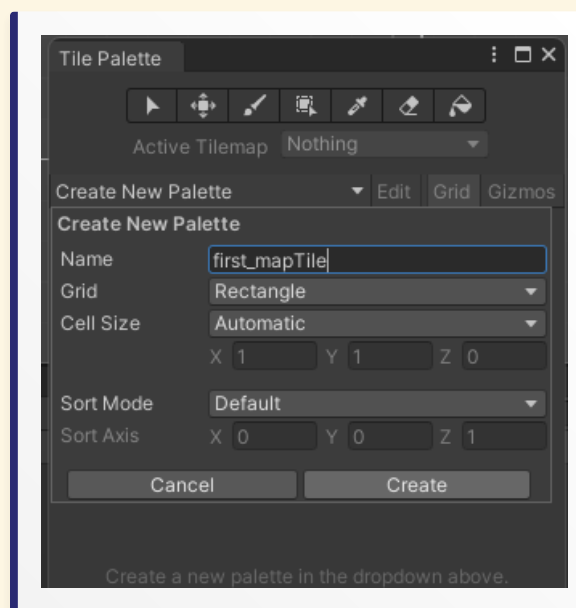 Tile Palette
Active Tilemap Nothing
Create New Palette Edit Grid Gizmos
Create New Palette
Name first_mapTile
Grid Rectangle
Cell Size Automatic
X 1 Y 1 Z 0
Sort Mode Default
Sort Axis X 0 Y 0 Z 1
Cancel Create
Create a new palette in the dropdown above.